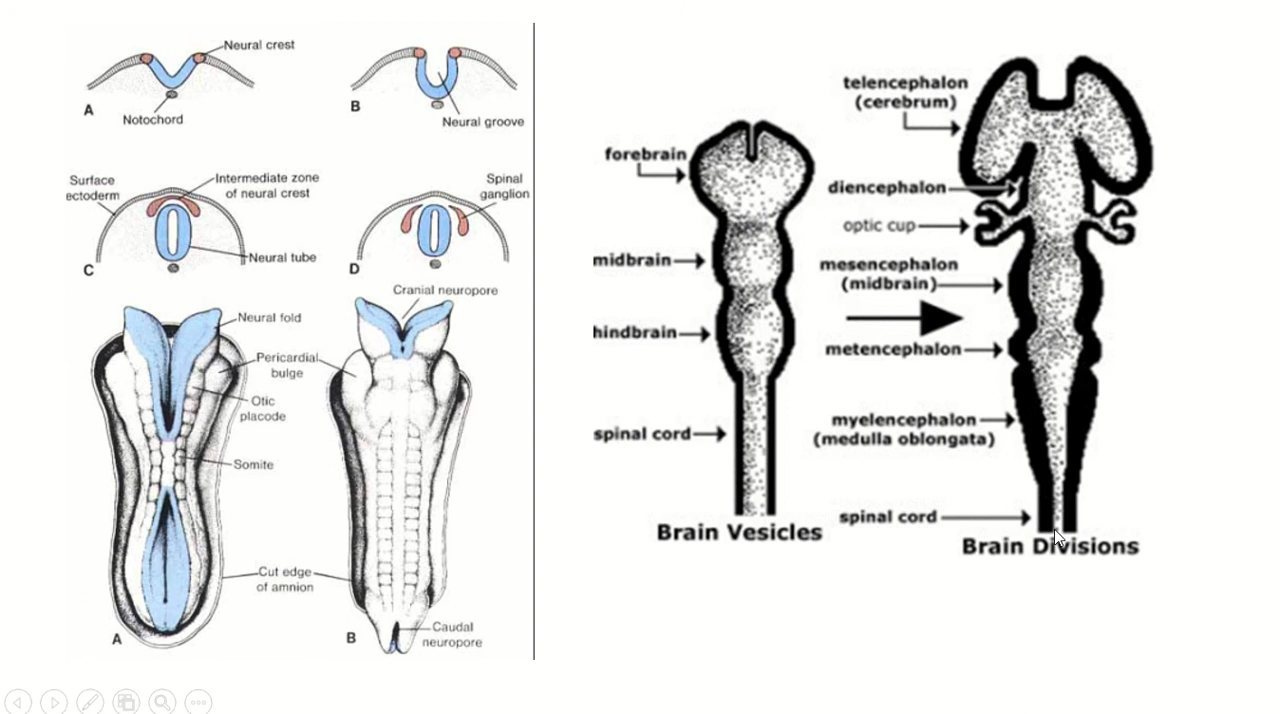 Neural crest
A
Notochord
B
Neural groove
Surface
ectoderm
Intermediate zone
of neural crest
Neural tube
C
Spinal
ganglion
D
Cranial neuropore
Neural fold
Pericardial
bulge
Otic
placode
Somite
Cut edge
of amnion
Caudal
neuropore
A
B
forebrain
midbrain
hindbrain
spinal cord
Brain Vesicles
telencephalon
(cerebrum)
diencephalon
optic cup
mesencephalon
(midbrain)
metencephalon
myelencephalon
(medulla oblongata)
spinal cord
Brain Divisions